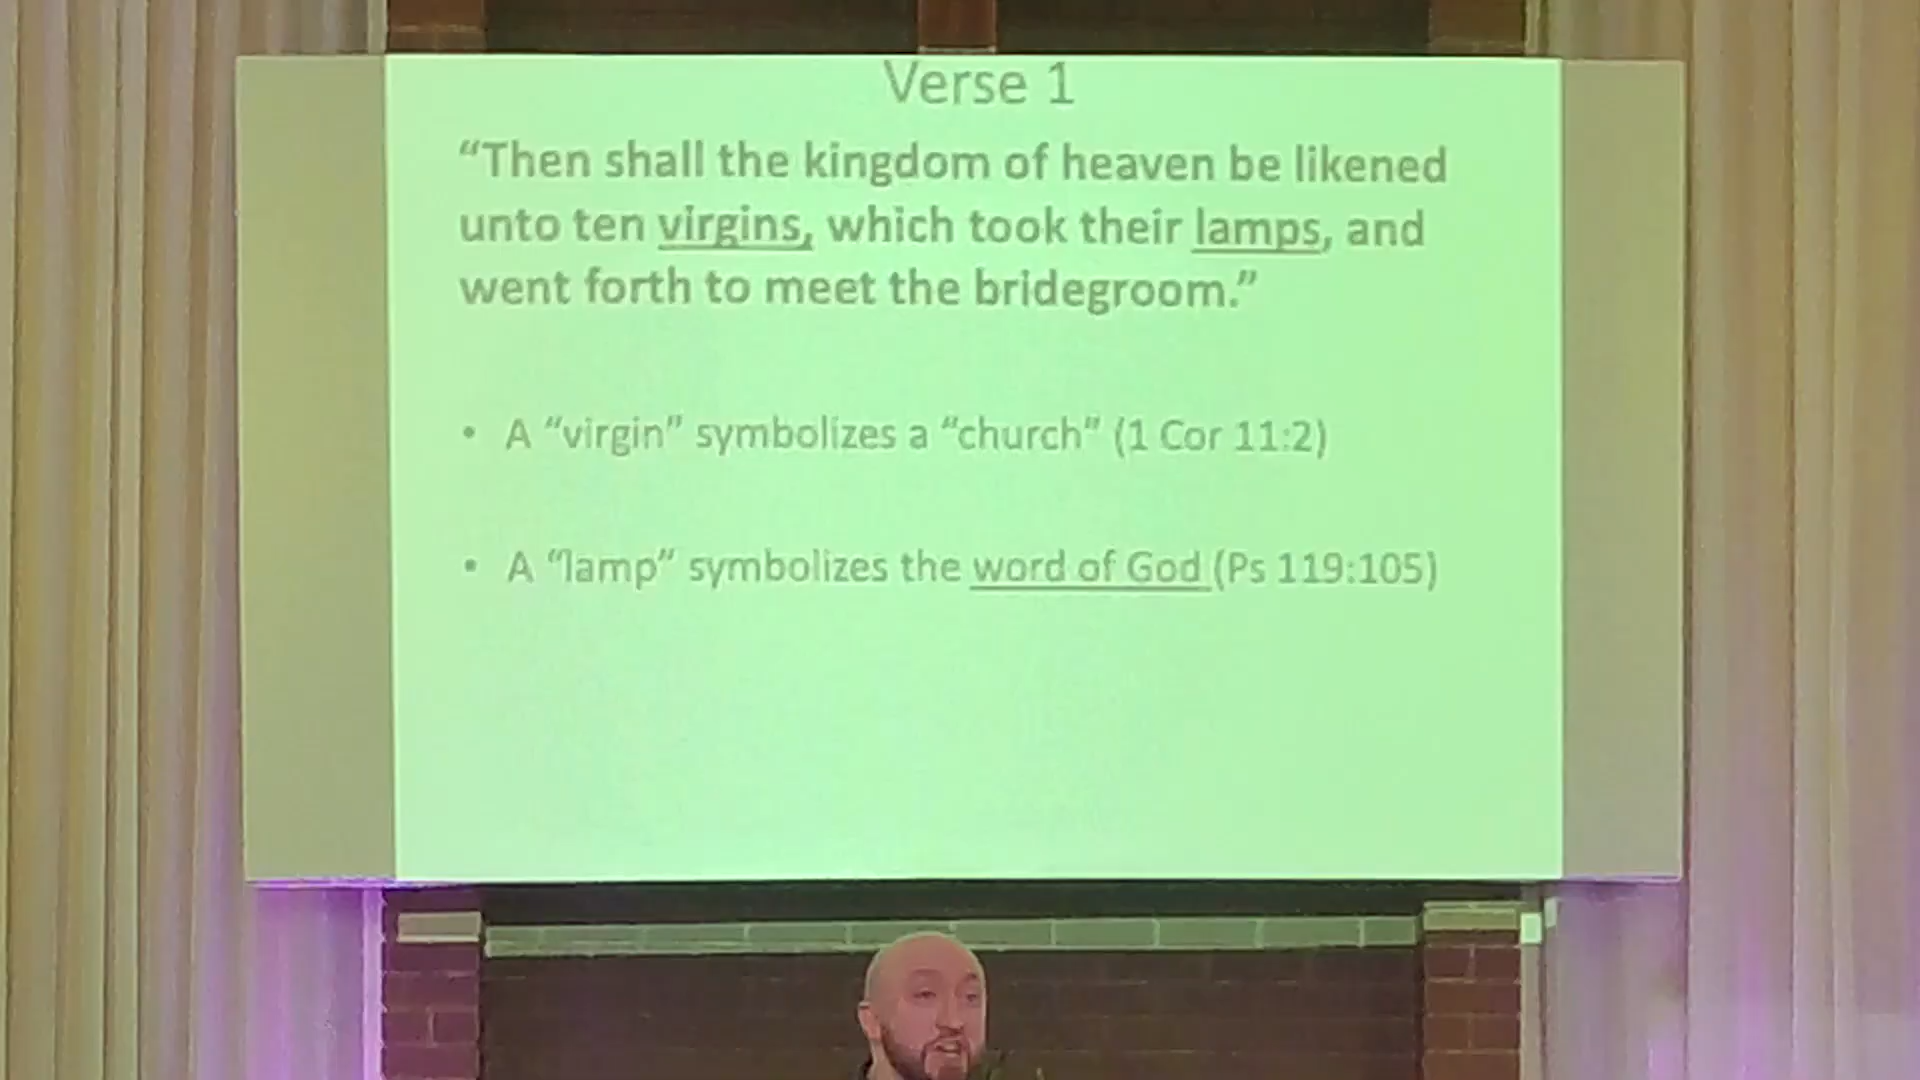 Verse 1
“Then shall the kingdom of heaven be likened
unto ten virgins, which took their lamps, and
went forth to meet the bridegroom.”
• A “virgin” symbolizes a “church” (1 Cor 11:2)
• A “lamp” symbolizes the word of God (Ps 119:105)